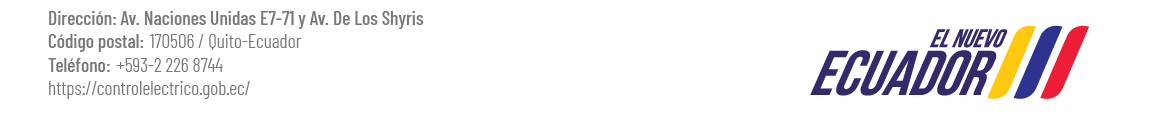 Dirección: Av. Naciones Unidas E7-71 y Av. De Los Shyris
Código postal: 170506 / Quito-Ecuador
Teléfono: +593-2 226 8744
https://controlelectrico.gob.ec/
EL NUEVO
ECUADOR